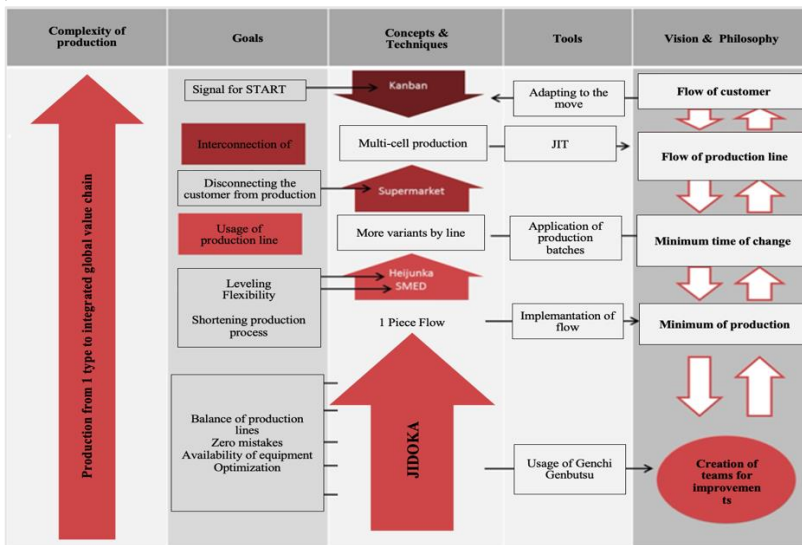 Complexity of
production
Goals
Concepts &
Techniques
Tools
Vision & Philosophy
Production from 1 type to integrated global value chain
Signal for START
Kanban
Adapting to the
move
Flow of customer
Interconnection of
Multi-cell production
JIT
Flow of production line
Disconnecting the
customer from production
Supermarket
Usage of
production line
More variants by line
Application of
production
batches
Minimum time of change
Leveling
Flexibility
Shortening production
process
Heijunka
SMED
1 Piece Flow
Implemantation of
flow
Minimum of production
Balance of production
lines
Zero mistakes
Availability of equipment
Optimization
JIDOKA
Usage of Genchi
Genbutsu
Creation of
teams for
improvemen
ts